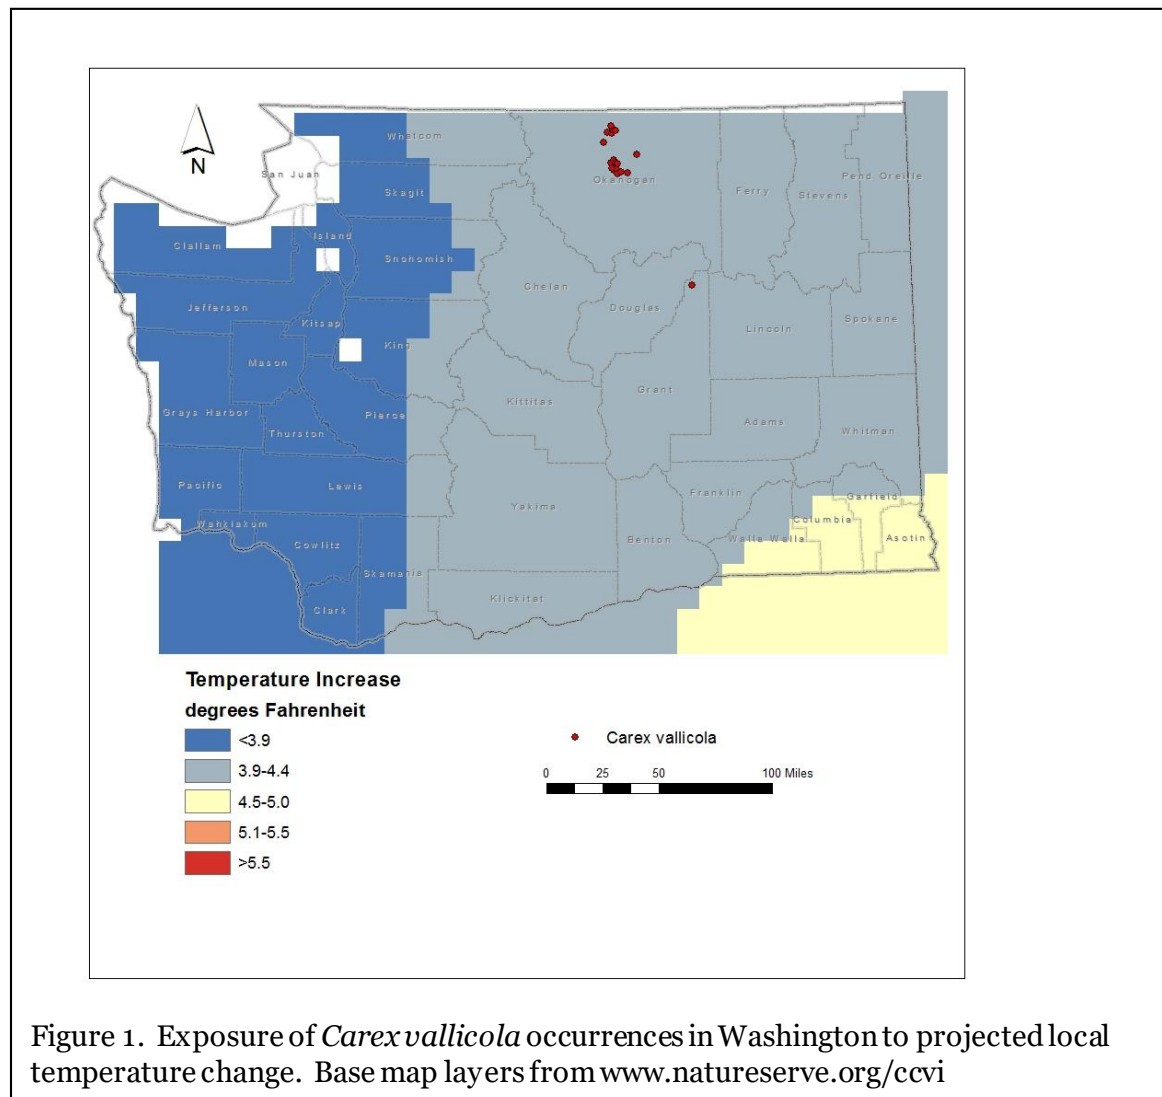 N
Whatcom
San Juan
Skagit
Okanogan
Ferry
Stevens
Pend Oreille
Clallam
Island
Snohomish
Chelan
Douglas
Jefferson
Kitsap
King
Lincoln
Spokane
Mason
Grant
Kittitas
Grays Harbor
Pierce
Adams
Whitman
Thurston
Pacific
Lewis
Yakima
Franklin
Garfield
Wahkiakum
Columbia
Cowlitz
Benton
Walla Walla
Asotin
Skamania
Klickitat
Clark
Temperature Increase
degrees Fahrenheit
<3.9
3.9-4.4
4.5-5.0
5.1-5.5
>5.5
Carex vallicola
0 25 50 100 Miles
Figure 1. Exposure of Carex vallicola occurrences in Washington to projected local
temperature change. Base map layers from www.natureserve.org/ccvi